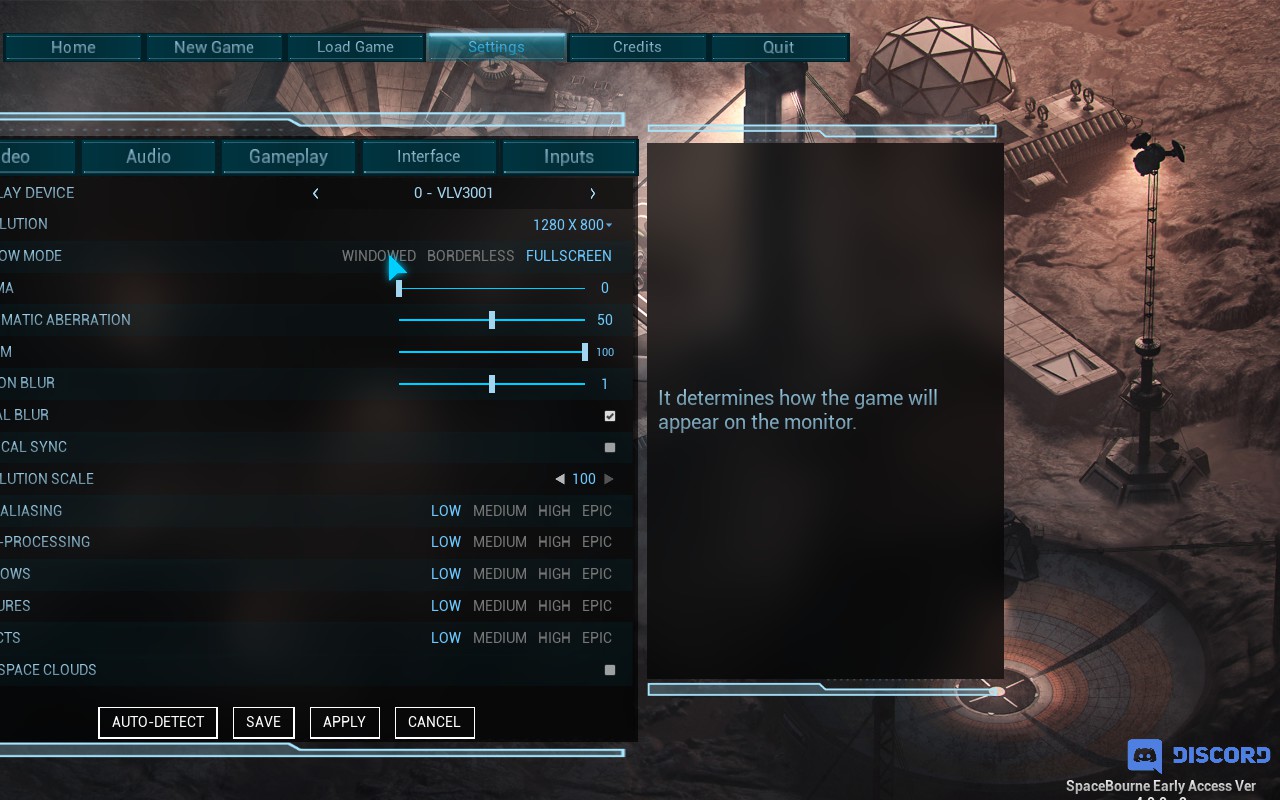 Home New Game Load Game Settings Credits Quit
deo Audio Gameplay Interface Inputs
LAY DEVICE 0 - VLV3001
LUTION 1280 X 800
OW MODE WINDOWED BORDERLESS FULLSCREEN
MA 0
MATIC ABERRATION 50
M 100
ON BLUR 1
AL BLUR
CAL SYNC
LUTION SCALE 100
ALIASING LOW MEDIUM HIGH EPIC
-PROCESSING LOW MEDIUM HIGH EPIC
OWS LOW MEDIUM HIGH EPIC
URES LOW MEDIUM HIGH EPIC
CTS LOW MEDIUM HIGH EPIC
SPACE CLOUDS
AUTO-DETECT SAVE APPLY CANCEL
It determines how the game will
appear on the monitor.
DISCORD
SpaceBourne Early Access Ver